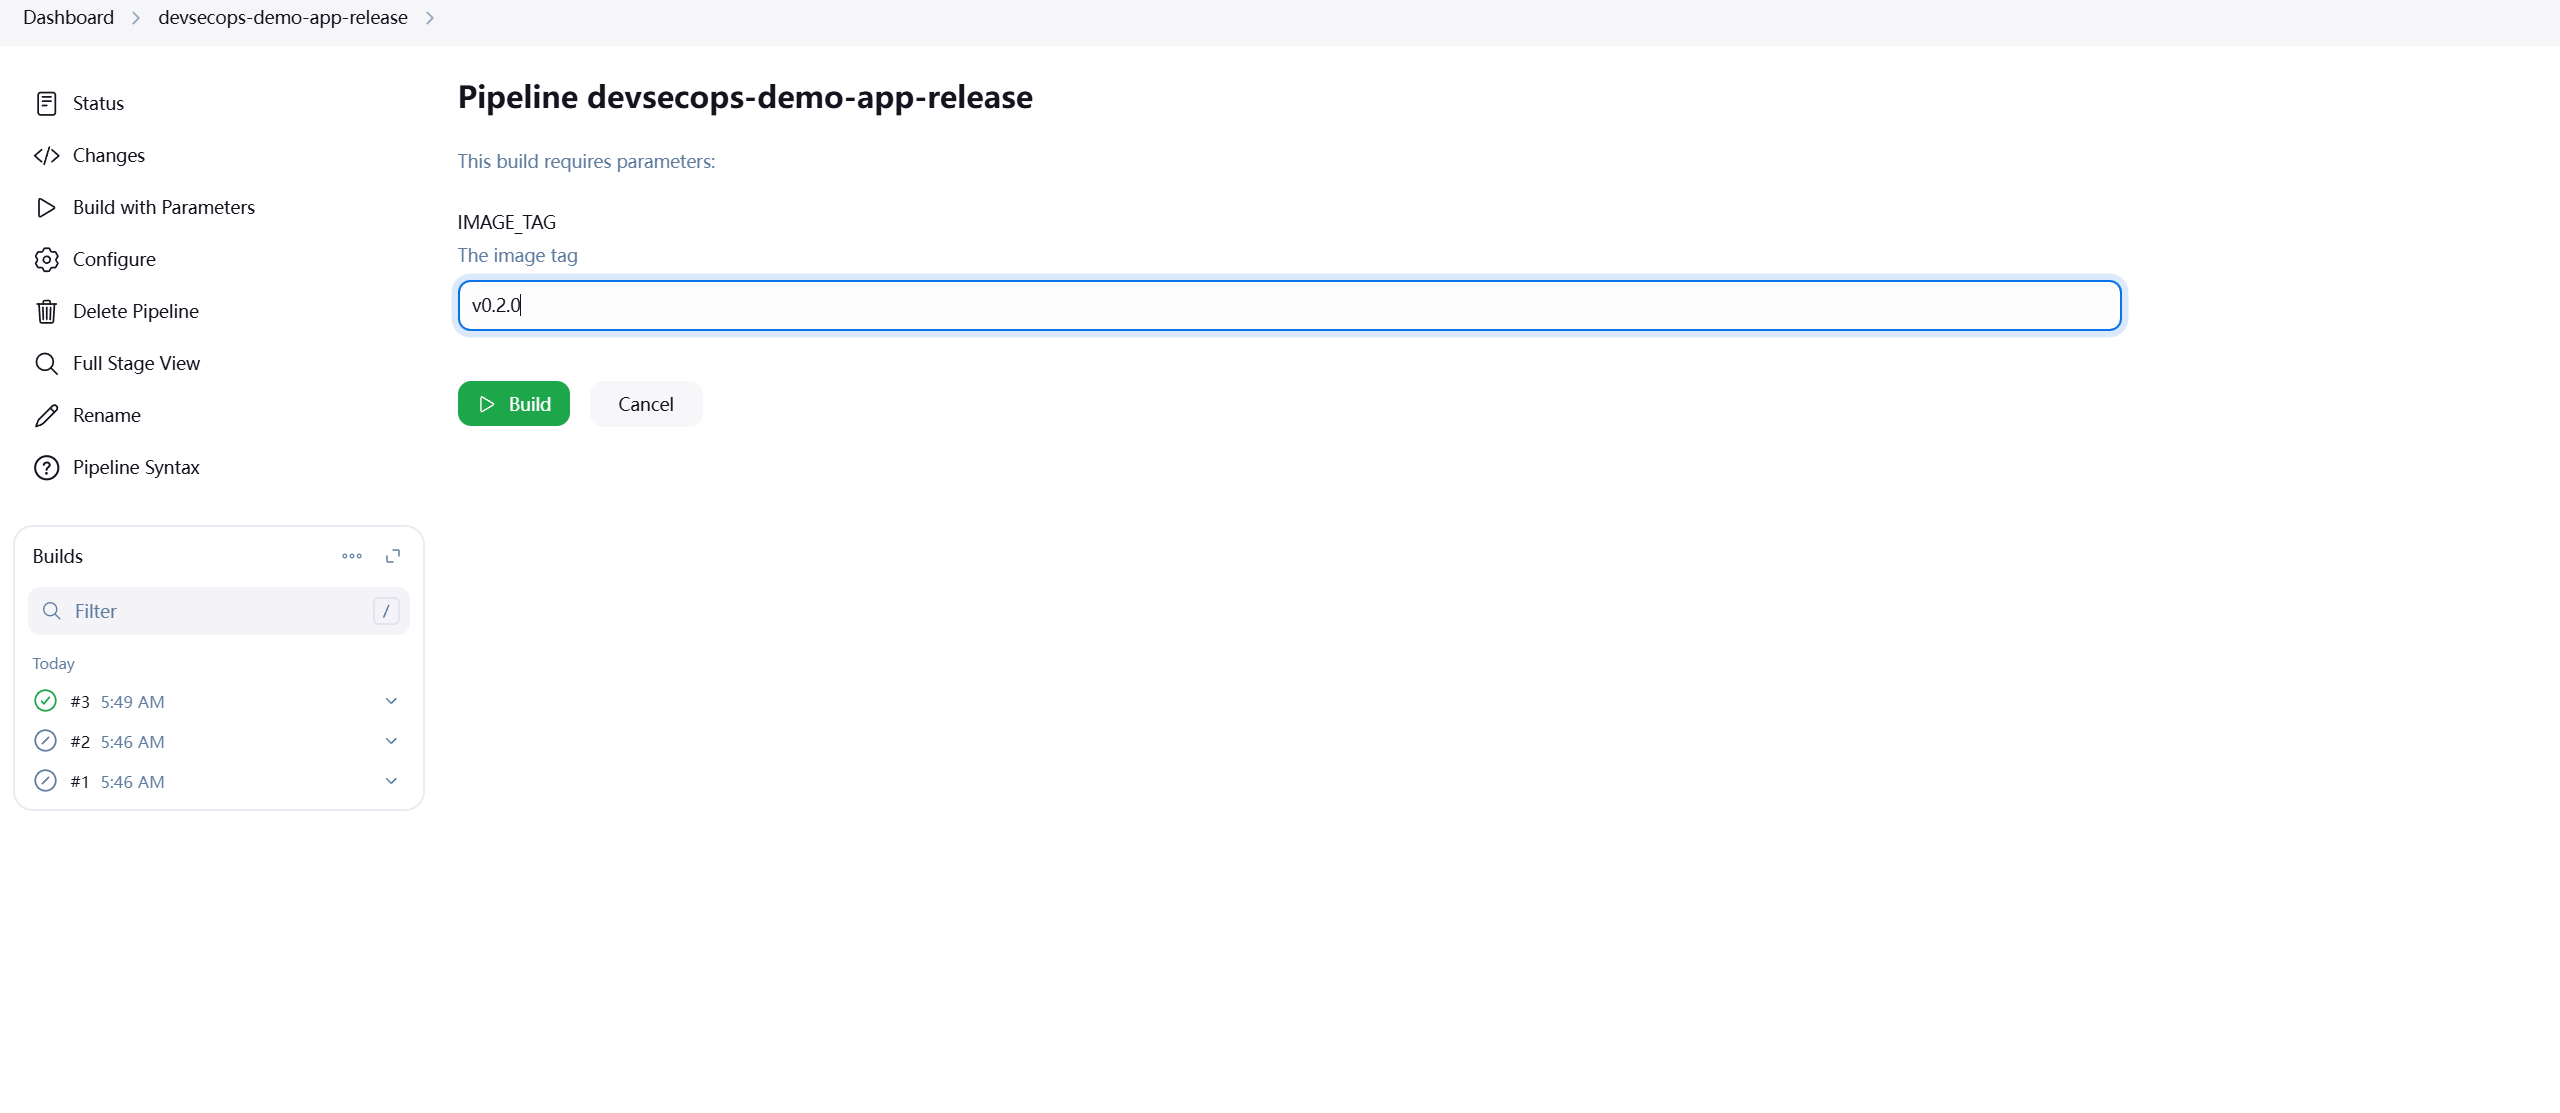 Dashboard devsecops-demo-app-release
Status
Changes
Build with Parameters
Configure
Delete Pipeline
Full Stage View
Rename
Pipeline Syntax
Builds
Filter /
Today
#3 5:49 AM
#2 5:46 AM
#1 5:46 AM
Pipeline devsecops-demo-app-release
This build requires parameters:
IMAGE_TAG
The image tag
v0.2.0
Build Cancel